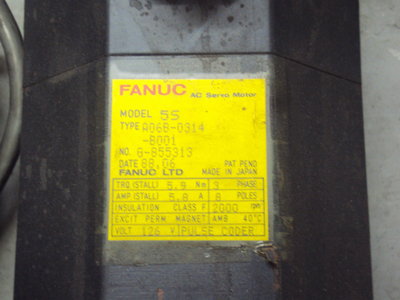 FANUC AC Servo Motor
MODEL 5S
TYPE A06B-0314
-B001
NO. G-855313
DATE 88.06 PAT PEND
FANUC LTD MADE IN JAPAN
TRQ (STALL) 5.9 Nm 3 PHASE
AMP (STALL) 5.8 A 8 POLES
INSULATION CLASS F 2000 rpm
EXCIT PERM MAGNET AMB 40°C
VOLT 126 V PULSE CODER